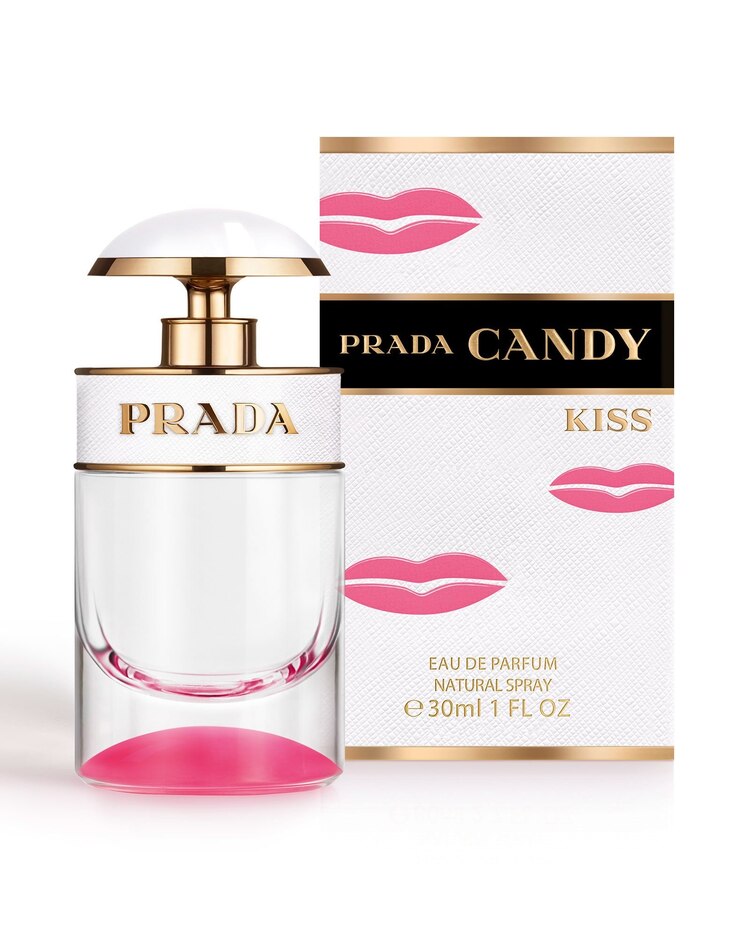 PRADA
PRADA CANDY
KISS
EAU DE PARFUM
NATURAL SPRAY
℮30ml 1 FL OZ